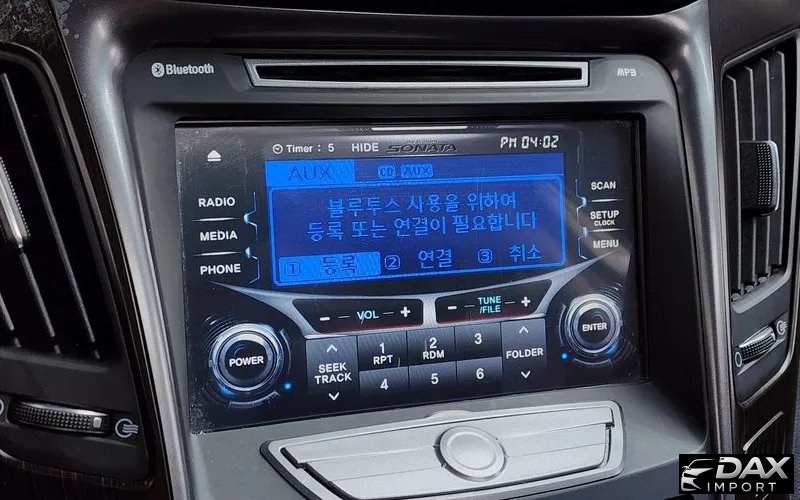 Bluetooth
MP3
Timer : 5 HIDE SONATA PM 04:02
AUX CD AUX
블루투스 사용을 위하여
등록 또는 연결이 필요합니다
1 등록 2 연결 3 취소
RADIO
MEDIA
PHONE
SCAN
SETUP
CLOCK
MENU
- VOL +
- TUNE +
/FILE
POWER
SEEK
TRACK
1
RPT
2
RDM
3
4
5
6
FOLDER
ENTER
DAX
IMPORT